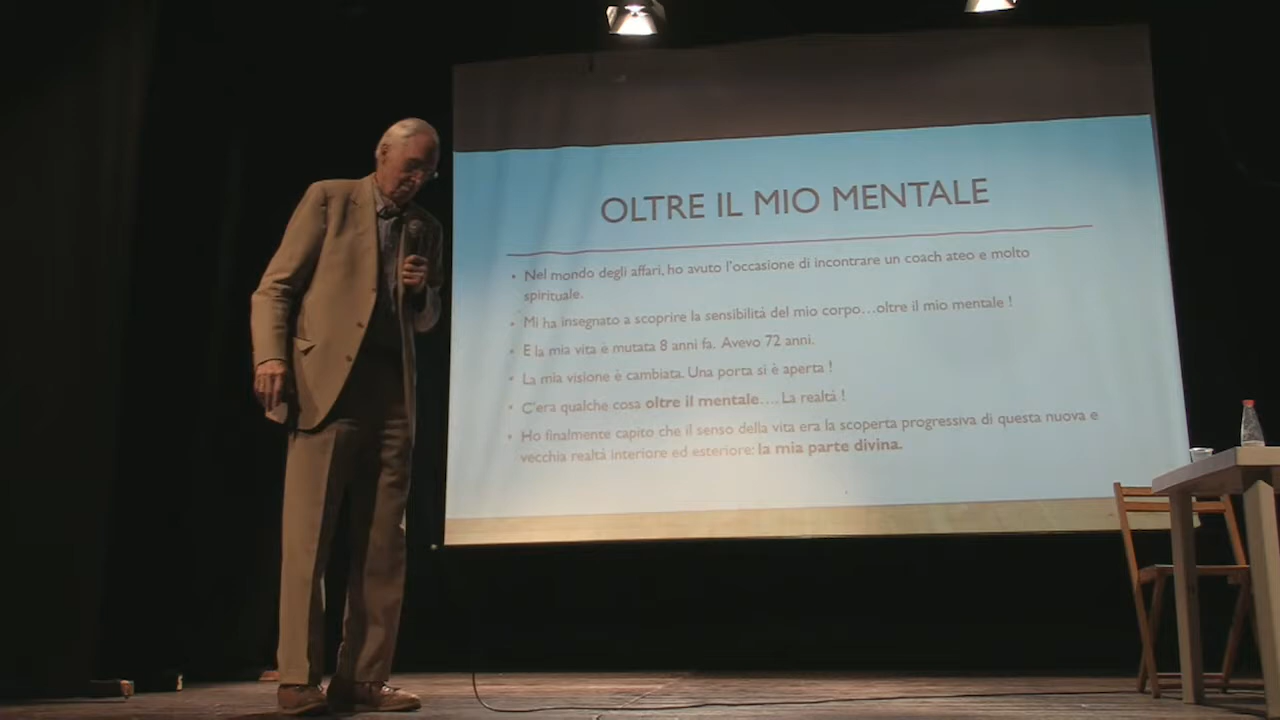 OLTRE IL MIO MENTALE
• Nel mondo degli affari, ho avuto l'occasione di incontrare un coach ateo e molto
spirituale.
• Mi ha insegnato a scoprire la sensibilità del mio corpo…oltre il mio mentale !
• E la mia vita è mutata 8 anni fa. Avevo 72 anni.
• La mia visione è cambiata. Una porta si è aperta !
• C'era qualche cosa oltre il mentale…. La realtà !
• Ho finalmente capito che il senso della vita era la scoperta progressiva di questa nuova e
vecchia realtà interiore ed esteriore: la mia parte divina.